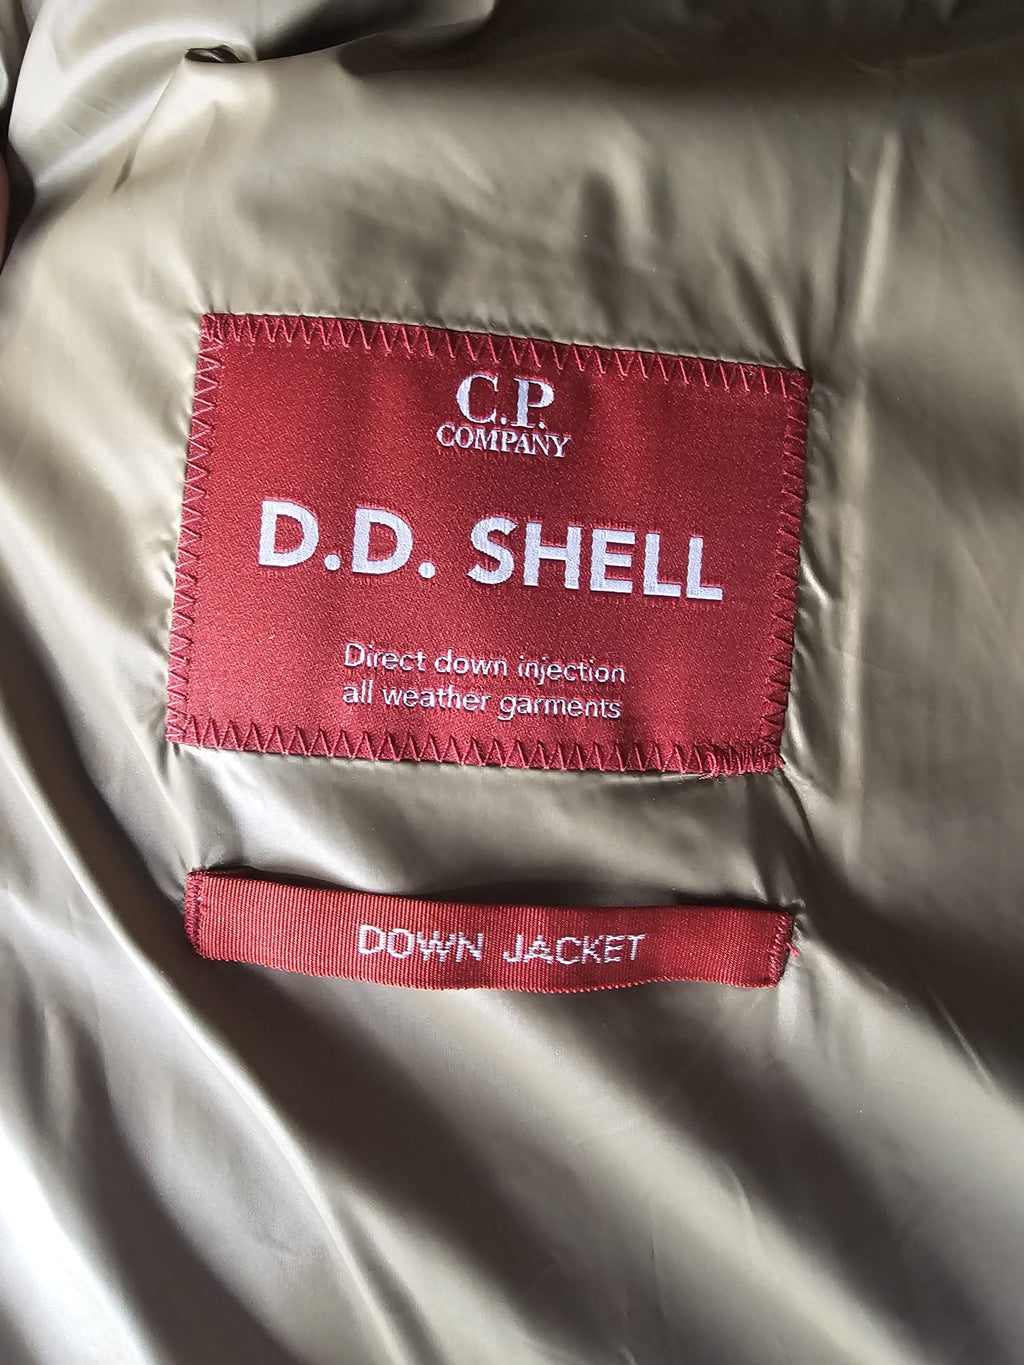 C.P.
COMPANY
D.D. SHELL
Direct down injection
all weather garments
DOWN JACKET